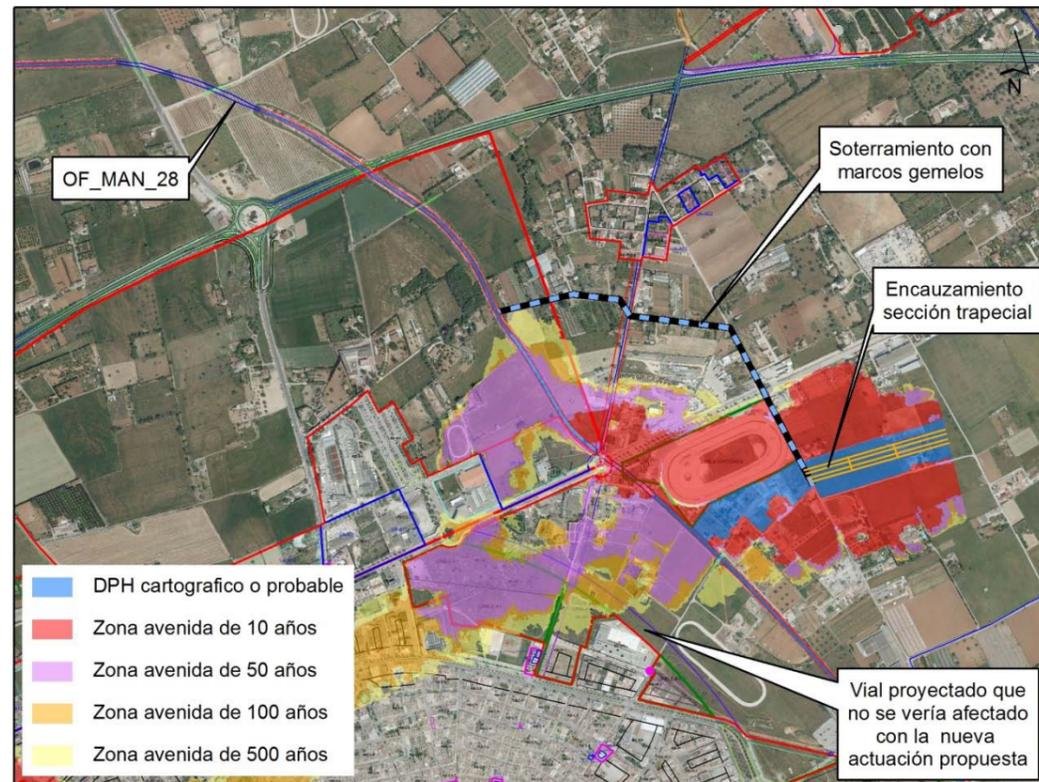 N
OF_MAN_28
Soterramiento con
marcos gemelos
Encauzamiento
sección trapecial
DPH cartografico o probable
Zona avenida de 10 años
Zona avenida de 50 años
Zona avenida de 100 años
Zona avenida de 500 años
Vial proyectado que
no se vería afectado
con la nueva
actuación propuesta